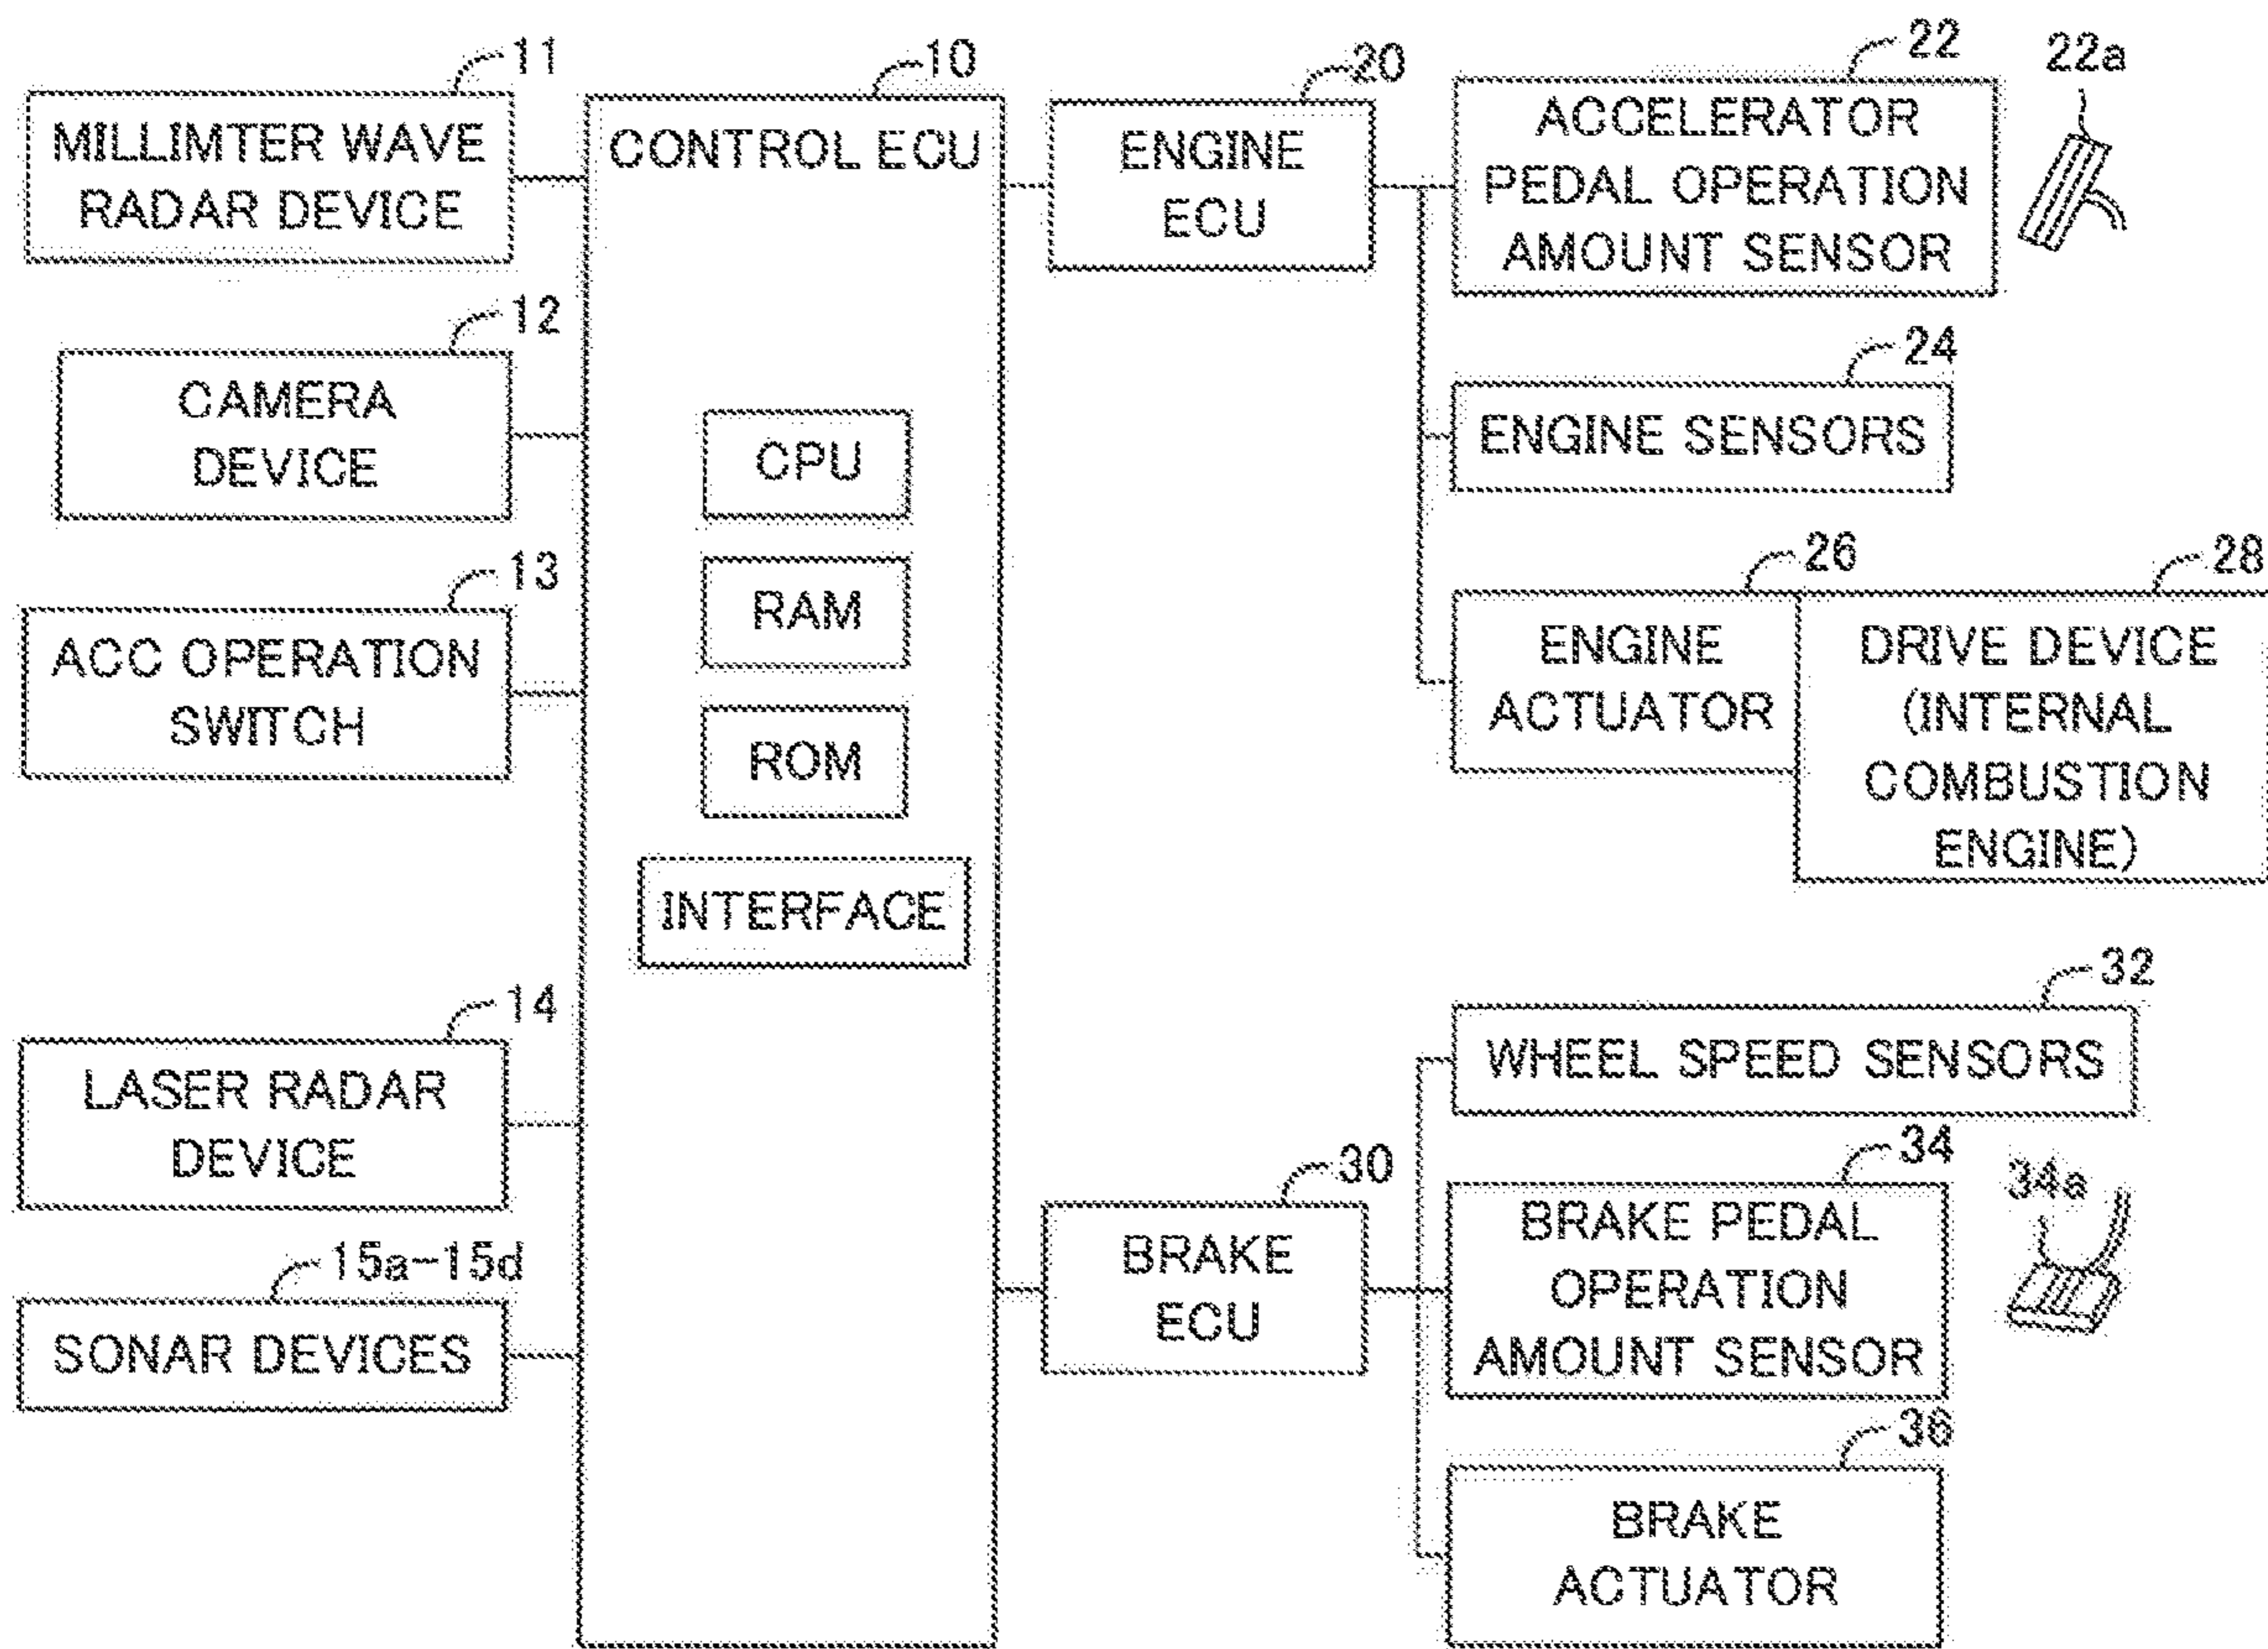 11
MILLIMTER WAVE
RADAR DEVICE
12
CAMERA
DEVICE
13
ACC OPERATION
SWITCH
14
LASER RADAR
DEVICE
15a-15d
SONAR DEVICES
10
CONTROL ECU
CPU
RAM
ROM
INTERFACE
20
ENGINE
ECU
22
ACCELERATOR
PEDAL OPERATION
AMOUNT SENSOR
22a
24
ENGINE SENSORS
26
ENGINE
ACTUATOR
28
DRIVE DEVICE
(INTERNAL
COMBUSTION
ENGINE)
30
BRAKE
ECU
32
WHEEL SPEED SENSORS
34
BRAKE PEDAL
OPERATION
AMOUNT SENSOR
34a
36
BRAKE
ACTUATOR